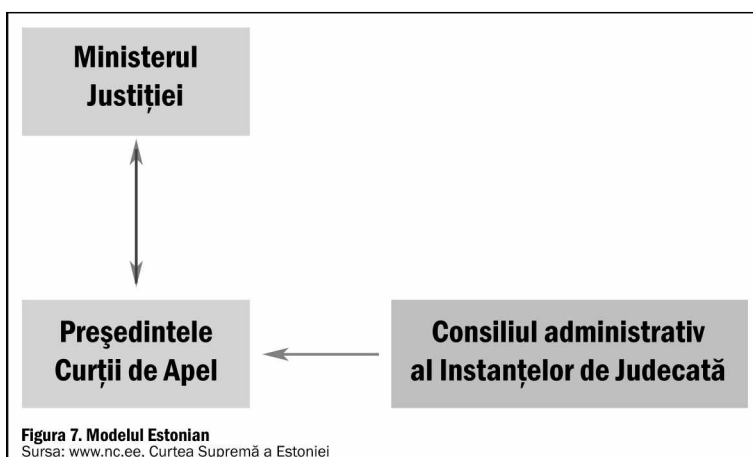 Ministerul
Justiției
Preşedintele
Curții de Apel
Consiliul administrativ
al Instanțelor de Judecată
Figura 7. Modelul Estonian
Sursa: www.nc.ee, Curtea Supremă a Estoniei